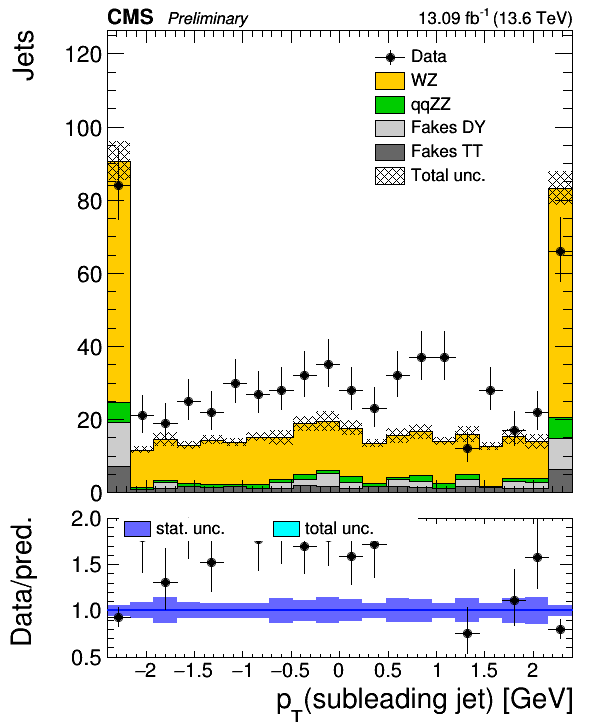 CMS Preliminary 13.09 fb⁻¹ (13.6 TeV)
Jets
120
100
80
60
40
20
0
Data
WZ
qqZZ
Fakes DY
Fakes TT
Total unc.
Data/pred.
2.0
1.5
1.0
0.5
stat. unc. total unc.
−2 −1.5 −1 −0.5 0 0.5 1 1.5 2
p_T(subleading jet) [GeV]